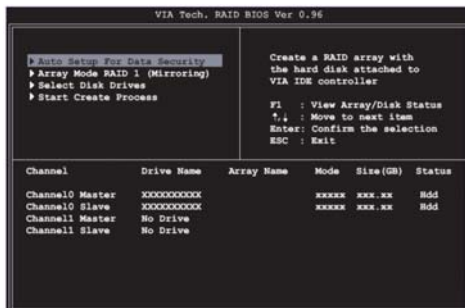 VIA Tech. RAID BIOS Ver 0.96
Auto Setup For Data Security
Array Mode RAID 1 (Mirroring)
Select Disk Drives
Start Create Process
Create a RAID array with
the hard disk attached to
VIA IDE controller
F1 : View Array/Disk Status
↑,↓ : Move to next item
Enter: Confirm the selection
ESC : Exit
Channel Drive Name Array Name Mode Size(GB) Status
Channel0 Master XXXXXXXXXX XXXXX XXX.XX Hdd
Channel0 Slave XXXXXXXXXX XXXXX XXX.XX Hdd
Channel1 Master No Drive
Channel1 Slave No Drive